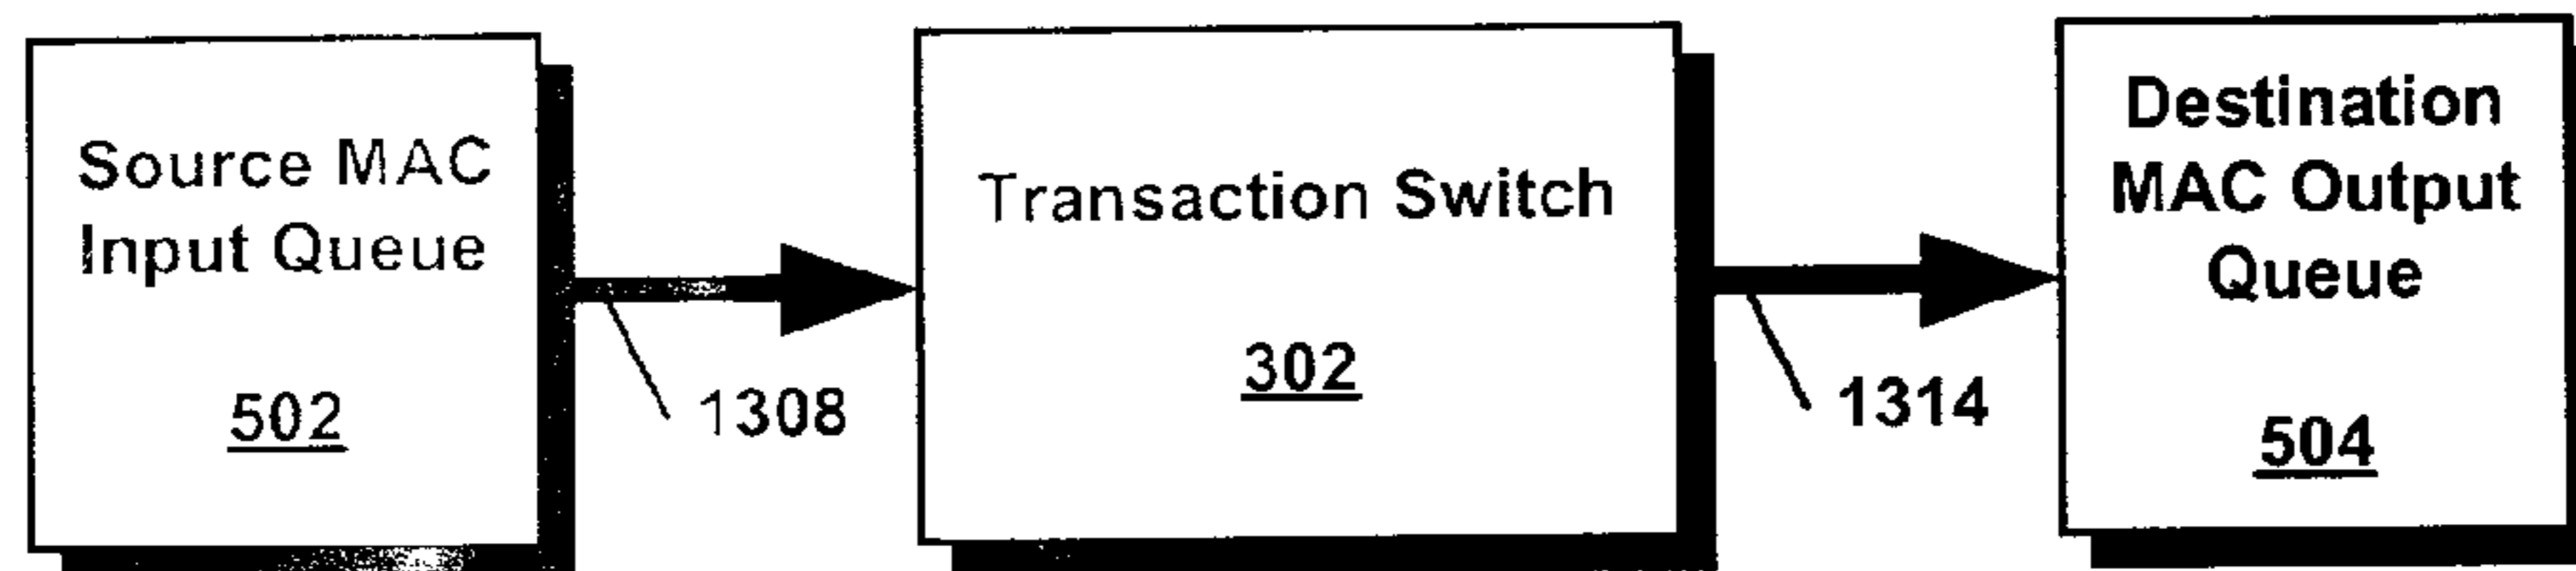 Source MAC
Input Queue
502
1308
Transaction Switch
302
1314
Destination
MAC Output
Queue
504